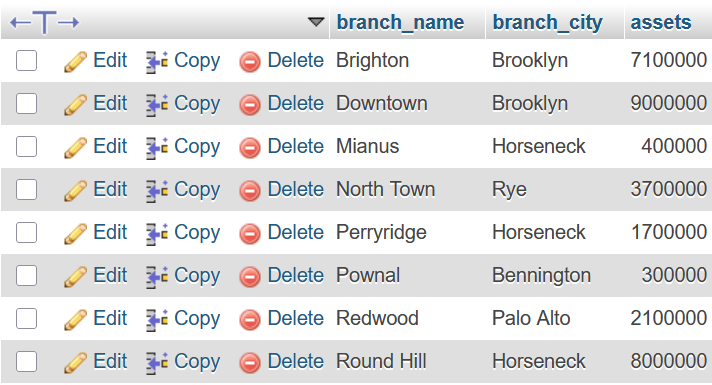 branch_name branch_city assets
Edit Copy Delete Brighton Brooklyn 7100000
Edit Copy Delete Downtown Brooklyn 9000000
Edit Copy Delete Mianus Horseneck 400000
Edit Copy Delete North Town Rye 3700000
Edit Copy Delete Perryridge Horseneck 1700000
Edit Copy Delete Pownal Bennington 300000
Edit Copy Delete Redwood Palo Alto 2100000
Edit Copy Delete Round Hill Horseneck 8000000